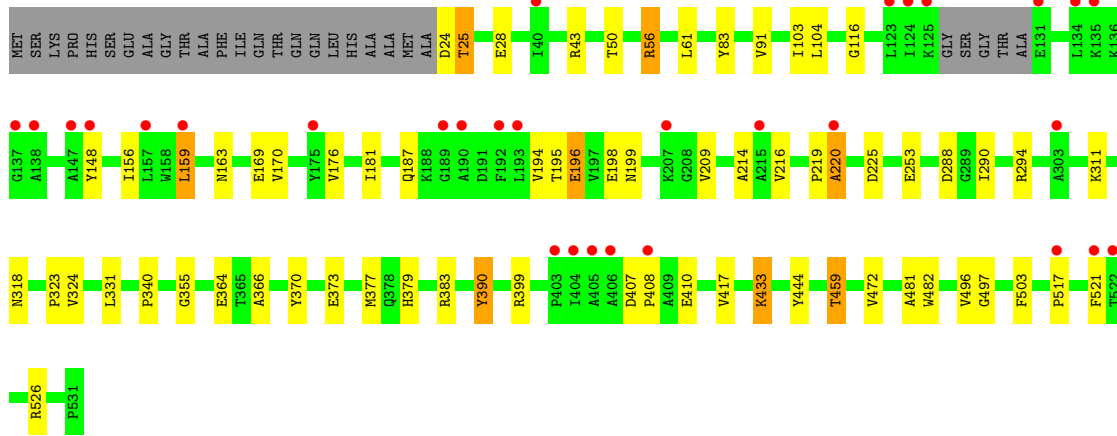 MET SER LYS PRO HIS SER GLU ALA GLY THR ALA PHE ILE GLN THR GLN GLN LEU HIS ALA ALA MET ALA D24 T25 E28 I40 R43 T50 R56 L61 Y83 V91 I103 L104 G116 L123 I124 K125 GLY SER GLY THR ALA E131 L134 K135 K136
G137 A138 A147 Y148 I156 L157 W158 L159 N163 E169 V170 Y175 V176 I181 Q187 K188 G189 A190 D191 F192 L193 V194 T195 E196 V197 E198 N199 K207 G208 V209 A214 A215 V216 P219 A220 D225 E253 D288 G289 I290 R294 A303 K311
N318 P323 V324 L331 P340 G355 E364 T365 A366 Y370 E373 M377 Q378 H379 R383 Y390 R399 P403 I404 A405 A406 D407 P408 A409 E410 V417 K433 Y444 T459 V472 A481 W482 V496 G497 F503 P517 F521 T522
R526 P531